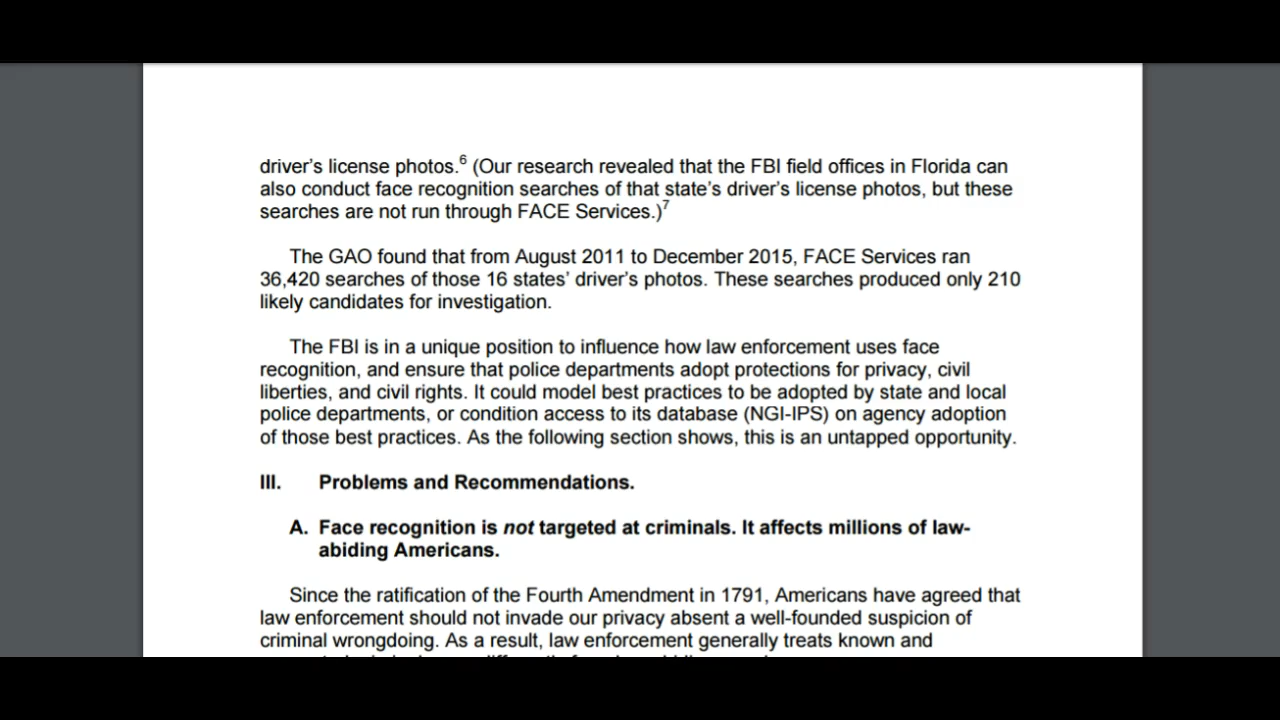 driver's license photos.6 (Our research revealed that the FBI field offices in Florida can
also conduct face recognition searches of that state's driver's license photos, but these
searches are not run through FACE Services.)7
The GAO found that from August 2011 to December 2015, FACE Services ran
36,420 searches of those 16 states' driver's photos. These searches produced only 210
likely candidates for investigation.
The FBI is in a unique position to influence how law enforcement uses face
recognition, and ensure that police departments adopt protections for privacy, civil
liberties, and civil rights. It could model best practices to be adopted by state and local
police departments, or condition access to its database (NGI-IPS) on agency adoption
of those best practices. As the following section shows, this is an untapped opportunity.
III. Problems and Recommendations.
A. Face recognition is not targeted at criminals. It affects millions of law-
abiding Americans.
Since the ratification of the Fourth Amendment in 1791, Americans have agreed that
law enforcement should not invade our privacy absent a well-founded suspicion of
criminal wrongdoing. As a result, law enforcement generally treats known and